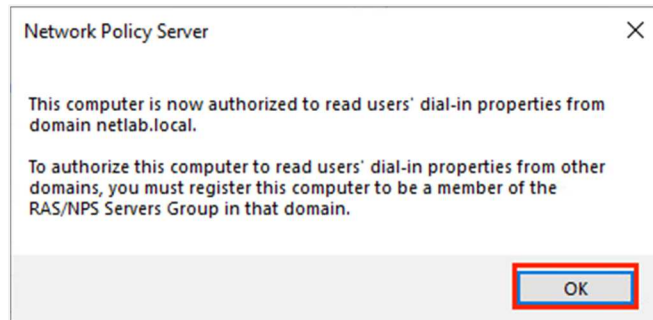 Network Policy Server
This computer is now authorized to read users' dial-in properties from
domain netlab.local.
To authorize this computer to read users' dial-in properties from other
domains, you must register this computer to be a member of the
RAS/NPS Servers Group in that domain.
OK